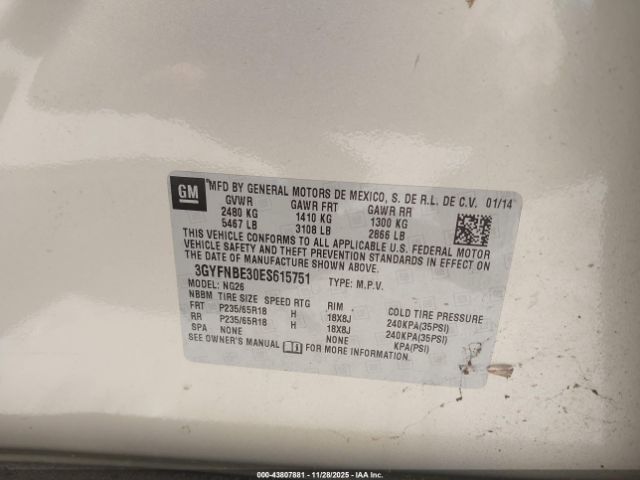 GM
MFD BY GENERAL MOTORS DE MEXICO, S. DE R.L. DE C.V. 01/14
GVWR GAWR FRT GAWR RR
2480 KG 1410 KG 1300 KG
5467 LB 3108 LB 2866 LB
THIS VEHICLE CONFORMS TO ALL APPLICABLE U.S. FEDERAL MOTOR
VEHICLE SAFETY AND THEFT PREVENTION STANDARDS IN EFFECT ON
THE DATE OF MANUFACTURE SHOWN ABOVE.
3GYFNBE30ES615751 TYPE: M.P.V.
MODEL: NG26
NBBM TIRE SIZE SPEED RTG RIM COLD TIRE PRESSURE
FRT P235/65R18 H 18X8J 240KPA(35PSI)
RR P235/65R18 H 18X8J 240KPA(35PSI)
SPA NONE NONE KPA(PSI)
SEE OWNER'S MANUAL FOR MORE INFORMATION.
000-43807881 - 11/28/2025 - IAA Inc.